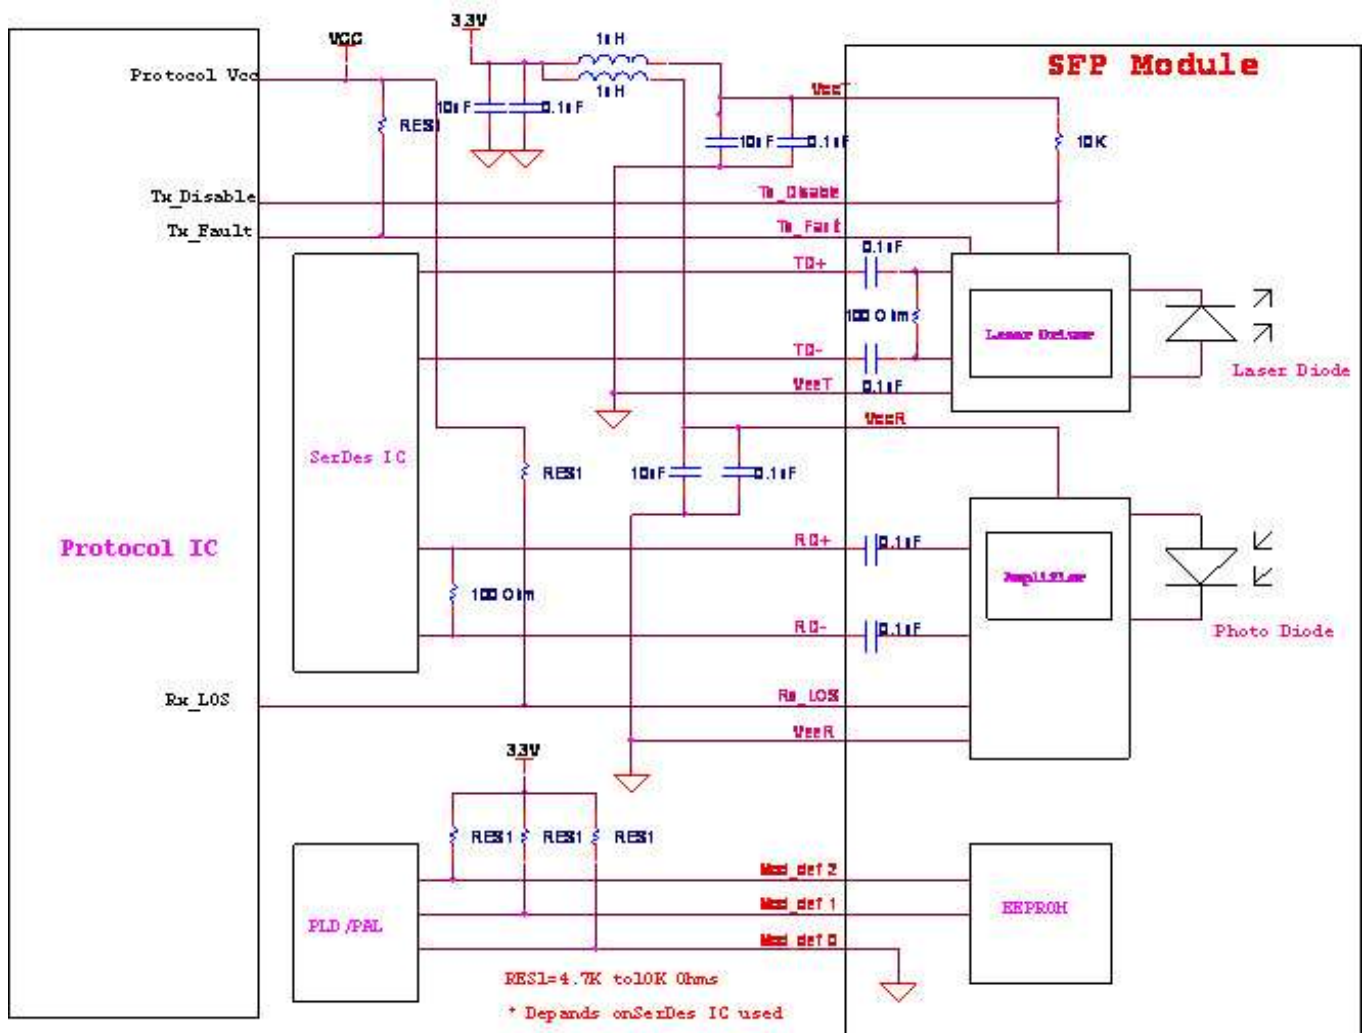 3.3V
VCC
1uH
SFP Module
Protocol Vcc
1uH
VccT
10uF
0.1uF
RES1
10uF
0.1uF
10K
Tx_Disable
Tx_Disable
Tx_Fault
Tx_Fault
0.1uF
TD+
100 Ohm
Laser Driver
TD-
Laser Diode
VeeT
0.1uF
VccR
SerDes IC
RES1
10uF
0.1uF
Protocol IC
RD+
0.1uF
Amplifier
100 Ohm
RD-
0.1uF
Photo Diode
Rx_LOS
Rx_LOS
VeeR
3.3V
RES1
RES1
RES1
Mod_def 2
Mod_def 1
EEPROM
PLD/PAL
Mod_def 0
RES1=4.7K to10K Ohms
* Depands onSerDes IC used